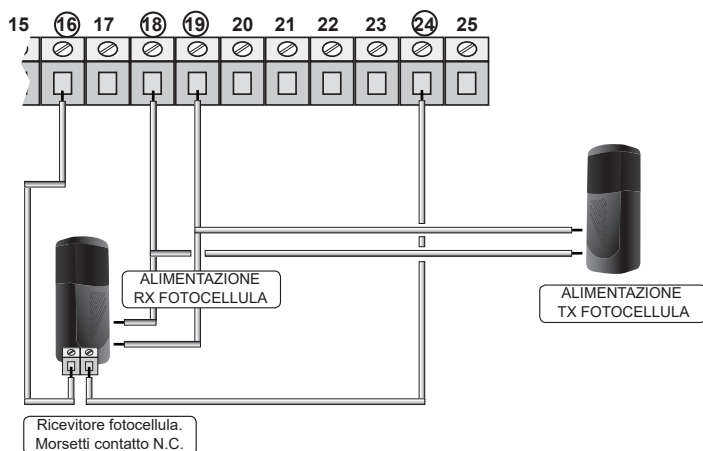 15 16 17 18 19 20 21 22 23 24 25
ALIMENTAZIONE
RX FOTOCELLULA
ALIMENTAZIONE
TX FOTOCELLULA
Ricevitore fotocellula.
Morsetti contatto N.C.